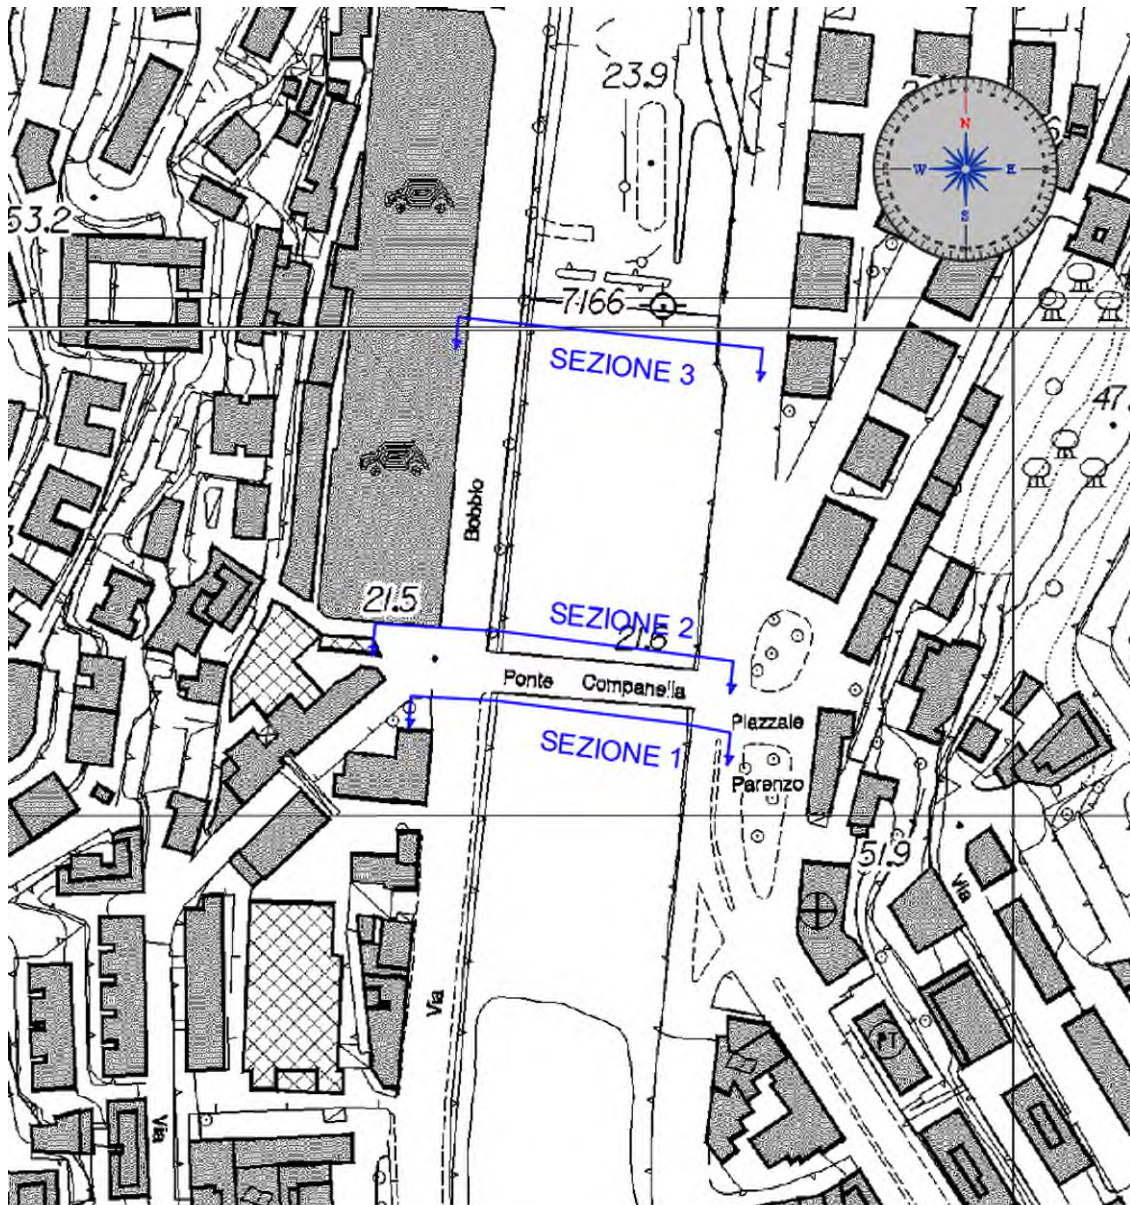 23.9
N
W E
S
53.2
7166
SEZIONE 3
47.
Bobbio
21.5
SEZIONE 2
21.5
Ponte Companella
Piazzale
SEZIONE 1
Parenzo
51.9
Via
Via
Via